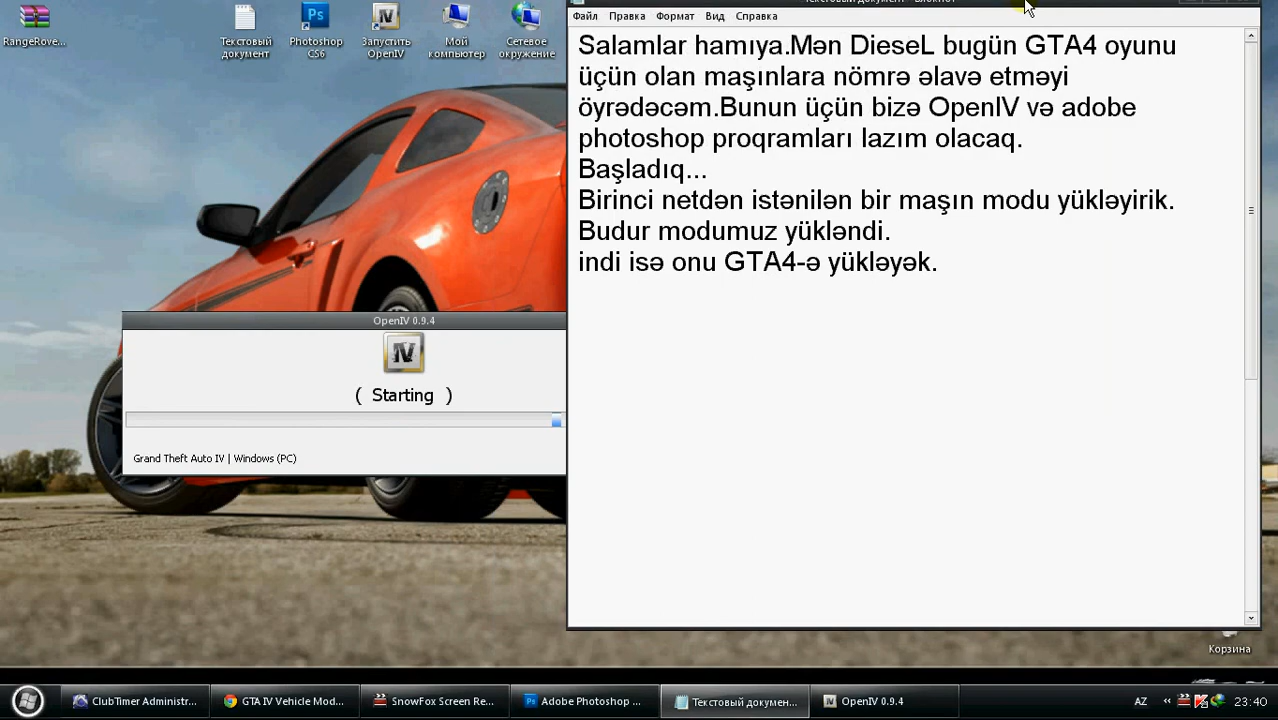 RangeRove...
Текстовый
документ
Photoshop
CS6
Запустить
OpenIV
Мой
компьютер
Сетевое
окружение
Файл Правка Формат Вид Справка
Salamlar hamıya.Mən DieseL bugün GTA4 oyunu
üçün olan maşınlara nömrə əlavə etməyi
öyrədəcəm.Bunun üçün bizə OpenIV və adobe
photoshop proqramları lazım olacaq.
Başladıq...
Birinci netdən istənilən bir maşın modu yükləyirik.
Budur modumuz yükləndi.
indi isə onu GTA4-ə yükləyək.
OpenIV 0.9.4
IV
( Starting )
Grand Theft Auto IV | Windows (PC)
Корзина
ClubTimer Administr...
GTA IV Vehicle Mod...
SnowFox Screen Re...
Adobe Photoshop ...
Текстовый докумен...
OpenIV 0.9.4
AZ
23:40